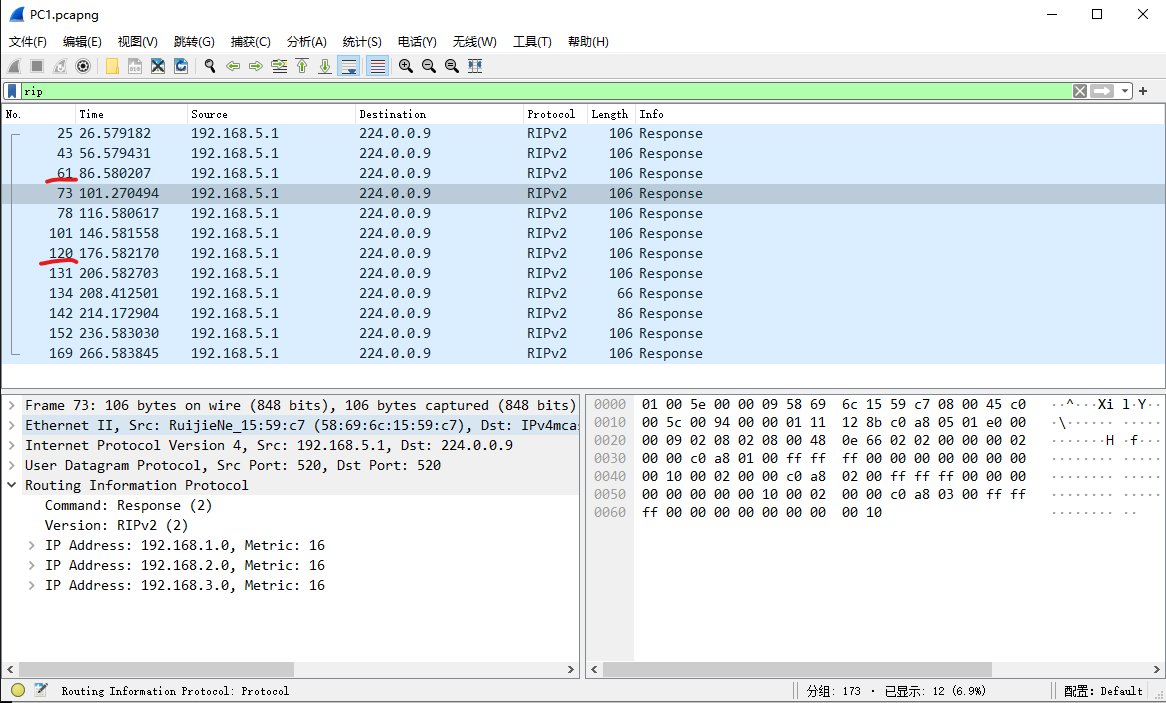 PC1.pcapng
文件(F) 编辑(E) 视图(V) 跳转(G) 捕获(C) 分析(A) 统计(S) 电话(Y) 无线(W) 工具(T) 帮助(H)
rip
No. Time Source Destination Protocol Length Info
25 26.579182 192.168.5.1 224.0.0.9 RIPv2 106 Response
43 56.579431 192.168.5.1 224.0.0.9 RIPv2 106 Response
61 86.580207 192.168.5.1 224.0.0.9 RIPv2 106 Response
73 101.270494 192.168.5.1 224.0.0.9 RIPv2 106 Response
78 116.580617 192.168.5.1 224.0.0.9 RIPv2 106 Response
101 146.581558 192.168.5.1 224.0.0.9 RIPv2 106 Response
120 176.582170 192.168.5.1 224.0.0.9 RIPv2 106 Response
131 206.582703 192.168.5.1 224.0.0.9 RIPv2 106 Response
134 208.412501 192.168.5.1 224.0.0.9 RIPv2 66 Response
142 214.172904 192.168.5.1 224.0.0.9 RIPv2 86 Response
152 236.583030 192.168.5.1 224.0.0.9 RIPv2 106 Response
169 266.583845 192.168.5.1 224.0.0.9 RIPv2 106 Response
Frame 73: 106 bytes on wire (848 bits), 106 bytes captured (848 bits)
Ethernet II, Src: RuijieNe_15:59:c7 (58:69:6c:15:59:c7), Dst: IPv4mcas
Internet Protocol Version 4, Src: 192.168.5.1, Dst: 224.0.0.9
User Datagram Protocol, Src Port: 520, Dst Port: 520
Routing Information Protocol
Command: Response (2)
Version: RIPv2 (2)
IP Address: 192.168.1.0, Metric: 16
IP Address: 192.168.2.0, Metric: 16
IP Address: 192.168.3.0, Metric: 16
0000 01 00 5e 00 00 09 58 69 6c 15 59 c7 08 00 45 c0 ··^···Xi l·Y···
0010 00 5c 00 94 00 00 01 11 12 8b c0 a8 05 01 e0 00 ·\······ ·····
0020 00 09 02 08 02 08 00 48 0e 66 02 02 00 00 00 02 ·······H ·f···
0030 00 00 c0 a8 01 00 ff ff ff 00 00 00 00 00 00 00 ········ ·····
0040 00 10 00 02 00 00 c0 a8 02 00 ff ff ff 00 00 00 ········ ·····
0050 00 00 00 00 00 10 00 02 00 00 c0 a8 03 00 ff ff ········ ·····
0060 ff 00 00 00 00 00 00 00 00 10 ········ ··
Routing Information Protocol: Protocol 分组: 173 · 已显示: 12 (6.9%) 配置: Default